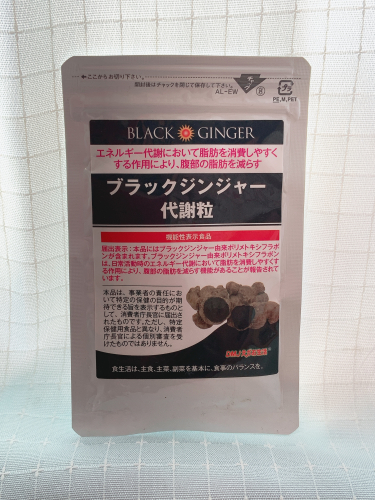 ←ここからお切り下さい。
開封後はチャックを閉じて保存して下さい。
AL-EW
プラ
PE,M,PET
BLACK GINGER
エネルギー代謝において脂肪を消費しやすく
する作用により、腹部の脂肪を減らす
ブラックジンジャー
代謝粒
機能性表示食品
届出表示：本品にはブラックジンジャー由来ポリメトキシフラボ
ンが含まれます。ブラックジンジャー由来ポリメトキシフラボン
は、日常活動時のエネルギー代謝において脂肪を消費しやすくす
る作用により、腹部の脂肪を減らす機能があることが報告されて
います。
本品は、事業者の責任にお
いて特定の保健の目的が期
待できる旨を表示するものと
して、消費者庁長官に届出さ
れたものです。ただし、特定
保健用食品と異なり、消費者
庁長官による個別審査を受
けたものではありません。
食生活は、主食、主菜、副菜を基本に、食事のバランスを。